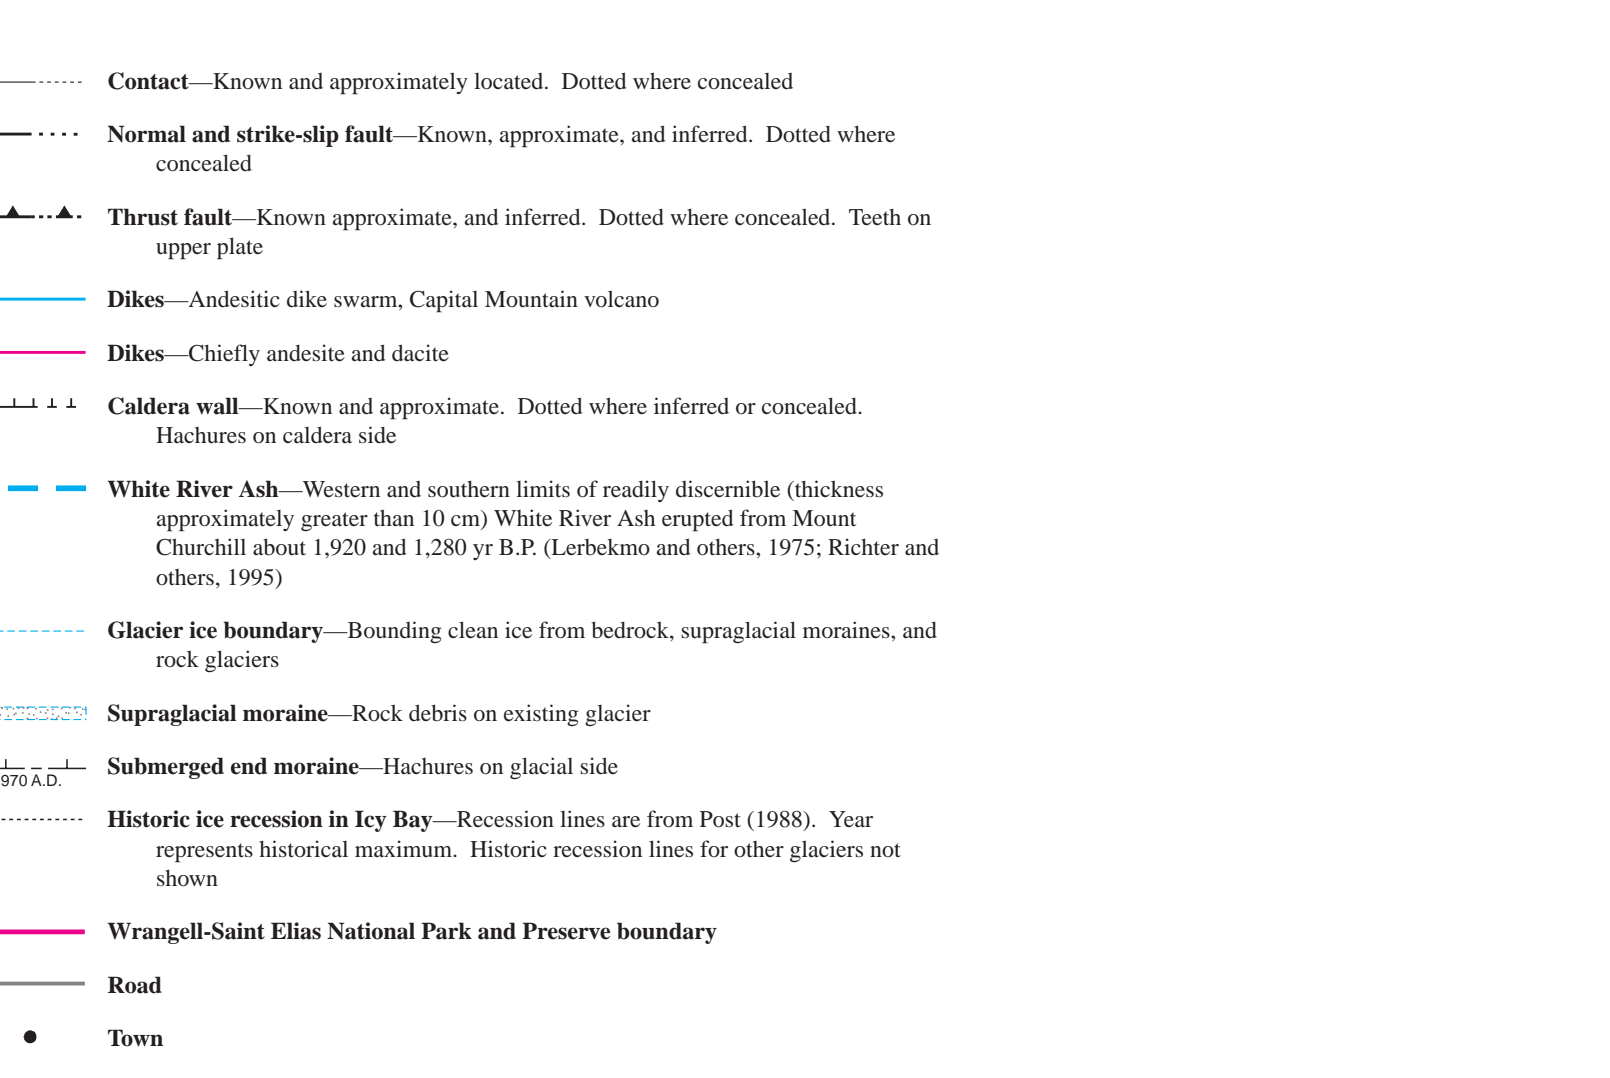 Contact—Known and approximately located.  Dotted where concealed
Normal and strike-slip fault—Known, approximate, and inferred.  Dotted where
concealed
Thrust fault—Known approximate, and inferred.  Dotted where concealed.  Teeth on
upper plate
Dikes—Andesitic dike swarm, Capital Mountain volcano
Dikes—Chiefly andesite and dacite
Caldera wall—Known and approximate.  Dotted where inferred or concealed.
Hachures on caldera side
White River Ash—Western and southern limits of readily discernible (thickness
approximately greater than 10 cm) White River Ash erupted from Mount
Churchill about 1,920 and 1,280 yr B.P. (Lerbekmo and others, 1975; Richter and
others, 1995)
Glacier ice boundary—Bounding clean ice from bedrock, supraglacial moraines, and
rock glaciers
Supraglacial moraine—Rock debris on existing glacier
Submerged end moraine—Hachures on glacial side
970 A.D.
Historic ice recession in Icy Bay—Recession lines are from Post (1988).  Year
represents historical maximum.  Historic recession lines for other glaciers not
shown
Wrangell-Saint Elias National Park and Preserve boundary
Road
Town